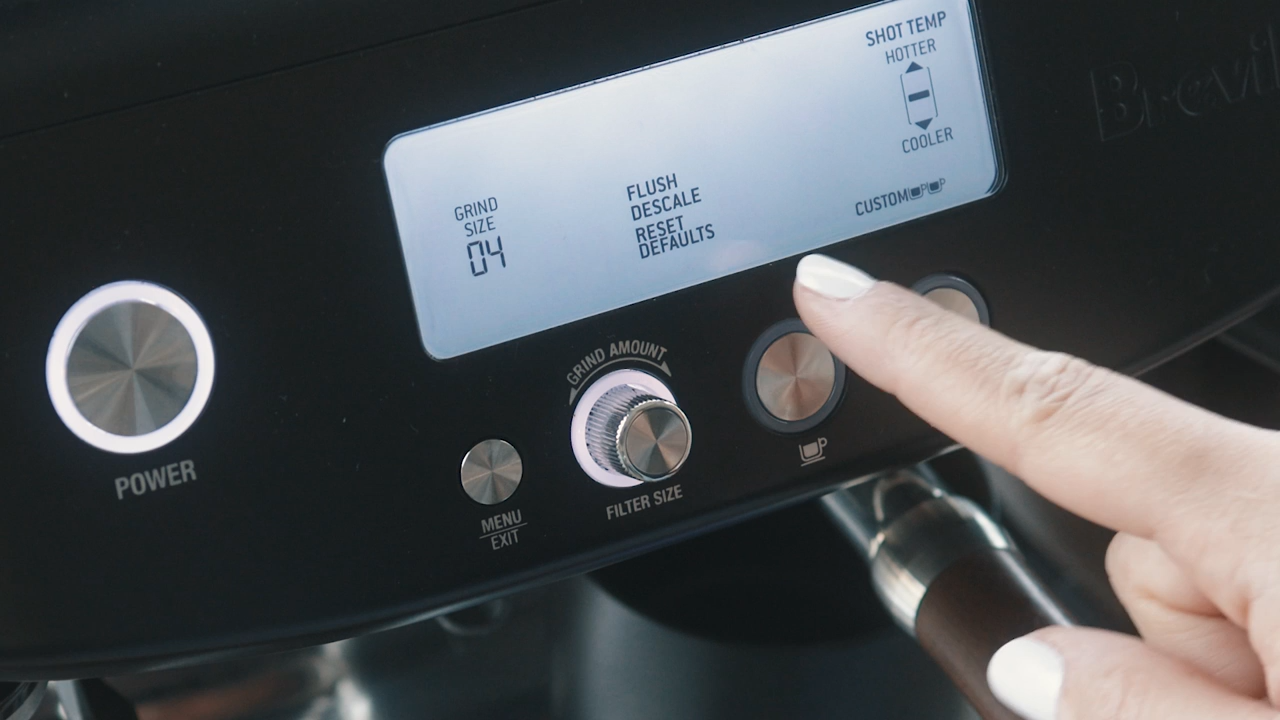 SHOT TEMP
HOTTER
COOLER
CUSTOM
GRIND
SIZE
04
FLUSH
DESCALE
RESET
DEFAULTS
POWER
MENU
EXIT
GRIND AMOUNT
FILTER SIZE